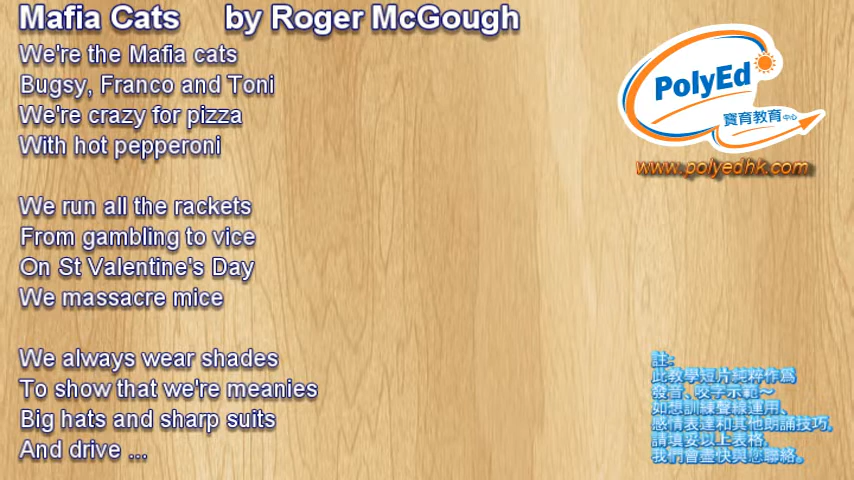 Mafia Cats by Roger McGough
We're the Mafia cats
Bugsy, Franco and Toni
We're crazy for pizza
With hot pepperoni
We run all the rackets
From gambling to vice
On St Valentine's Day
We massacre mice
We always wear shades
To show that we're meanies
Big hats and sharp suits
And drive ...
PolyEd
寶育教育中心
www.polyedhk.com
註:
此教學短片純粹作為
發音、咬字示範~
如想訓練聲線運用、
感情表達和其他朗誦技巧,
請填妥以上表格,
我們會盡快與您聯絡。